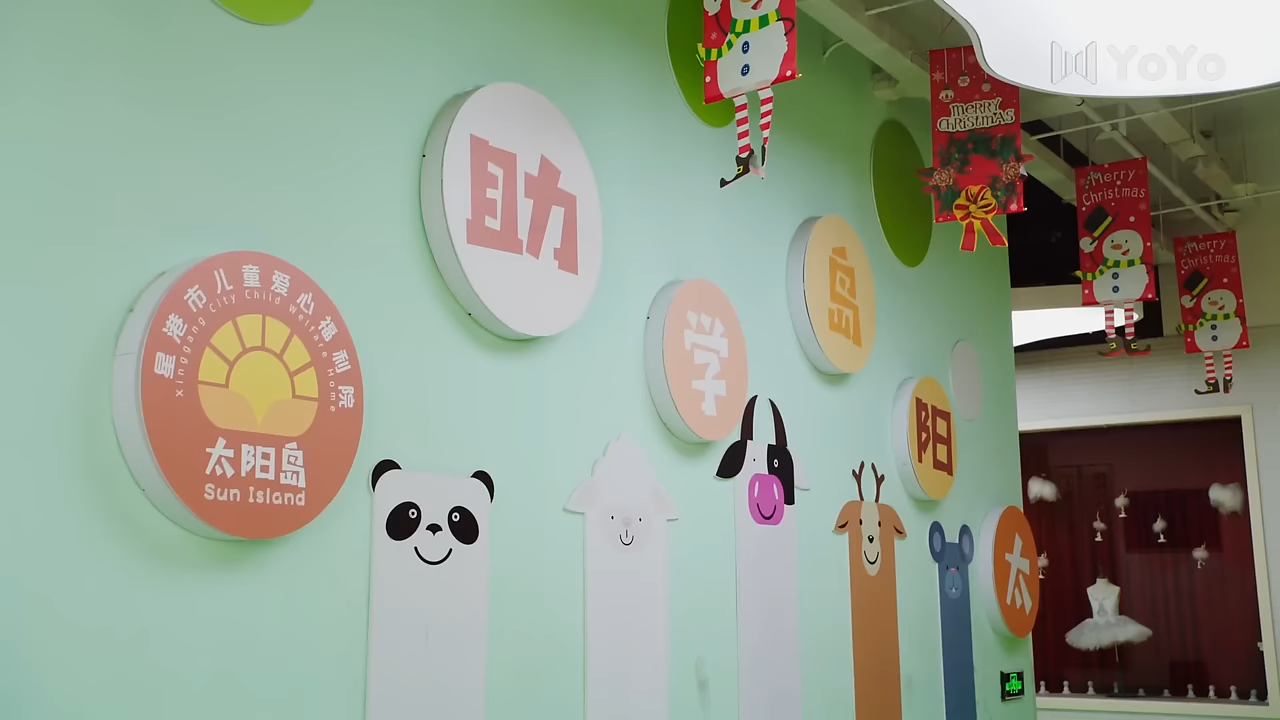 YoYo
MERRY
CHRISTMAS
Merry
Christmas
Merry
Christmas
助
学
岛
阳
太
星港市儿童爱心福利院
Xinggang City Child Welfare Home
太阳岛
Sun Island